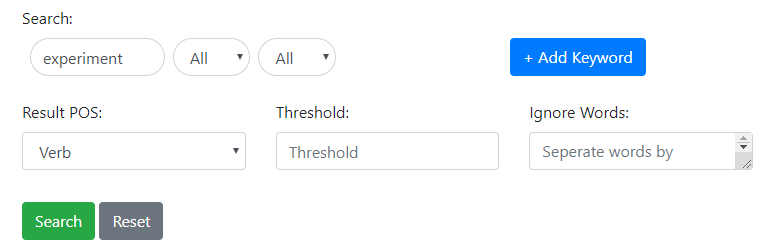 Search:
experiment All All + Add Keyword
Result POS: Threshold: Ignore Words:
Verb Threshold Seperate words by
Search Reset